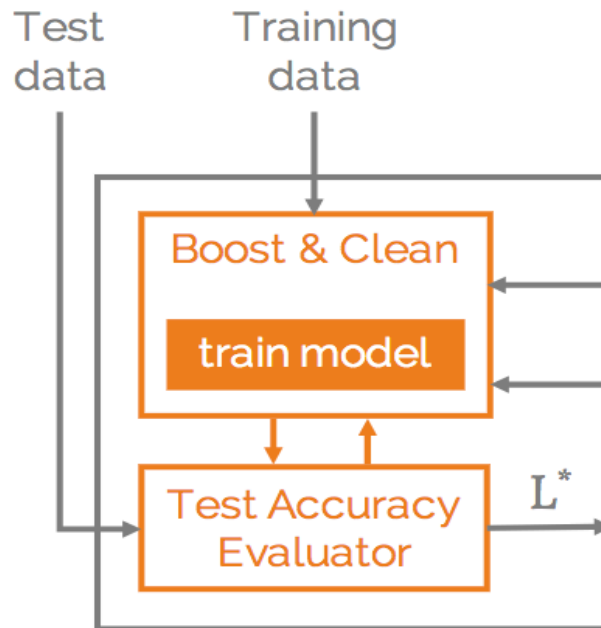 Test
data
Training
data
Boost & Clean
train model
Test Accuracy
Evaluator
L*